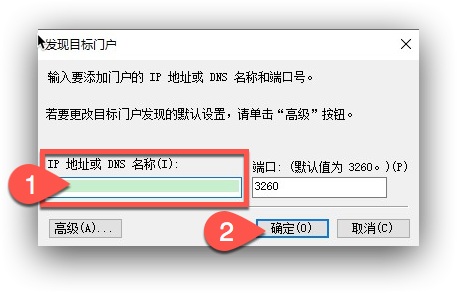 发现目标门户
输入要添加门户的 IP 地址或 DNS 名称和端口号。
若要更改目标门户发现的默认设置，请单击“高级”按钮。
IP 地址或 DNS 名称(I):
端口: (默认值为 3260。)(P)
1
3260
高级(A)...
2
确定(O)
取消(C)